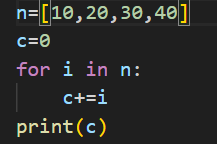 n=[10,20,30,40]
c=0
for i in n:
    c+=i
print(c)